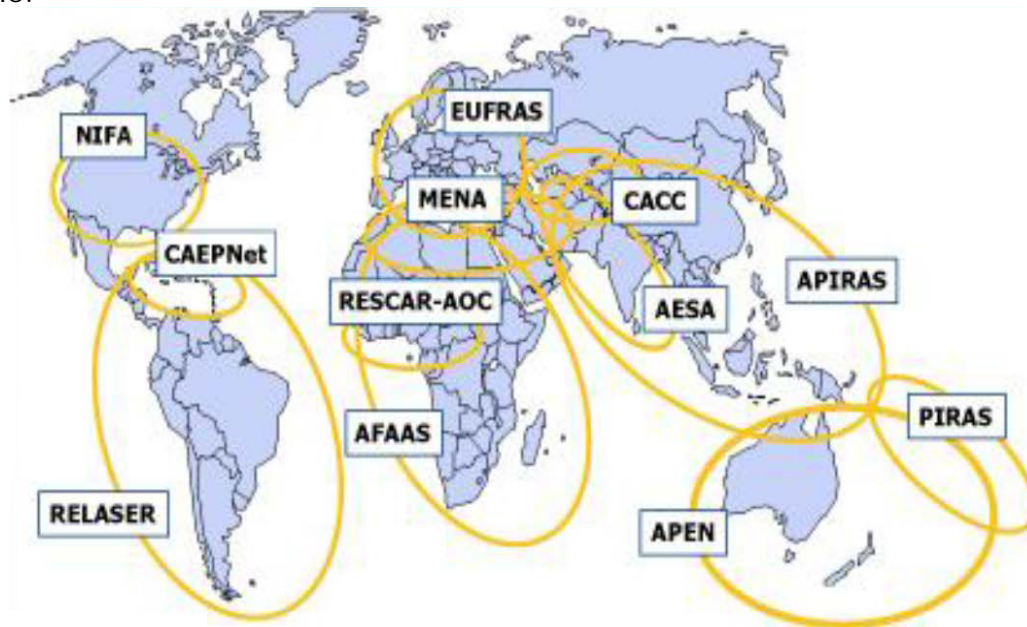 NIFA
EUFRAS
MENA
CACC
CAEPNet
RESCAR-AOC
AESA
APIRAS
AFAAS
PIRAS
RELASER
APEN